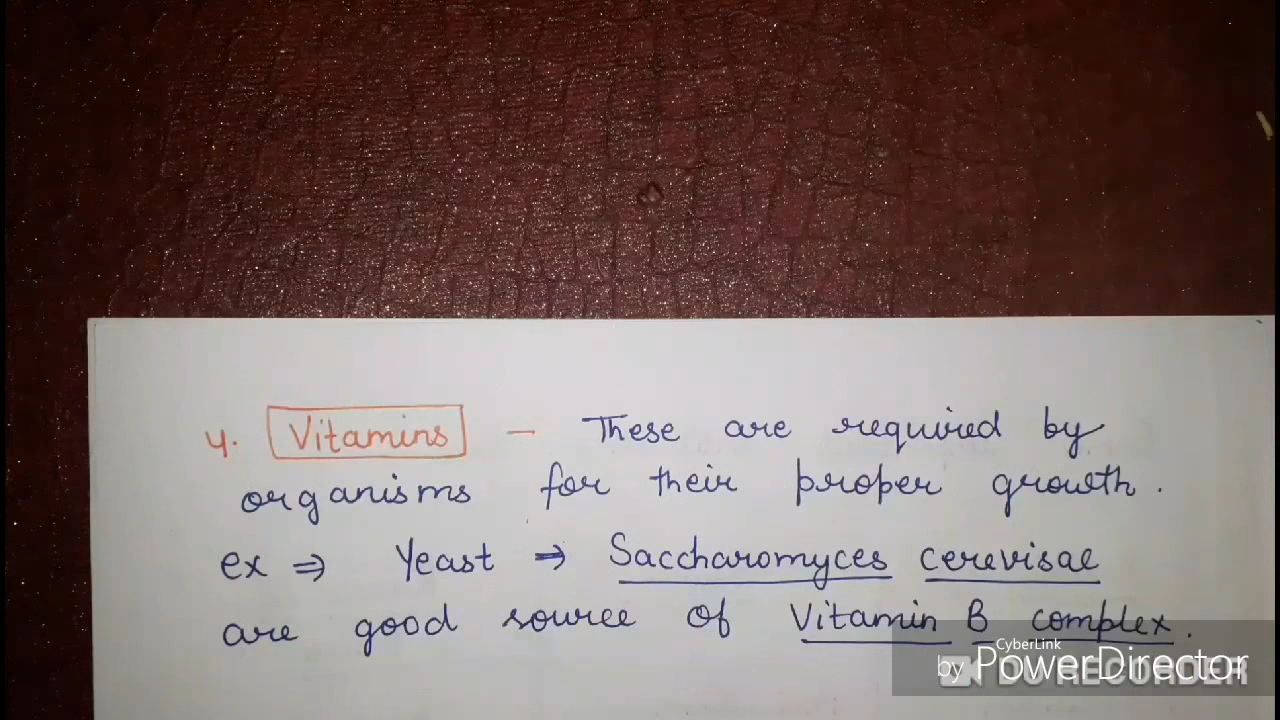 4. Vitamins — These are required by
organisms for their proper growth.
ex ⇒ Yeast ⇒ Saccharomyces cerevisae
are good source of Vitamin B complex.
CyberLink
by PowerDirector
RECORDER